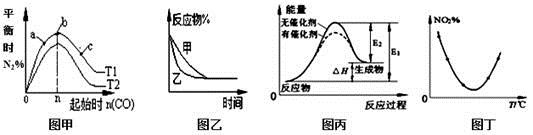 平衡时N₂%
a
b
c
T1
T2
0
n
起始时 n(CO)
图甲
反应物%
甲
乙
时间
图乙
能量
无催化剂
有催化剂
E₂
E₁
△H
生成物
反应物
反应过程
图丙
NO₂%
T/℃
图丁